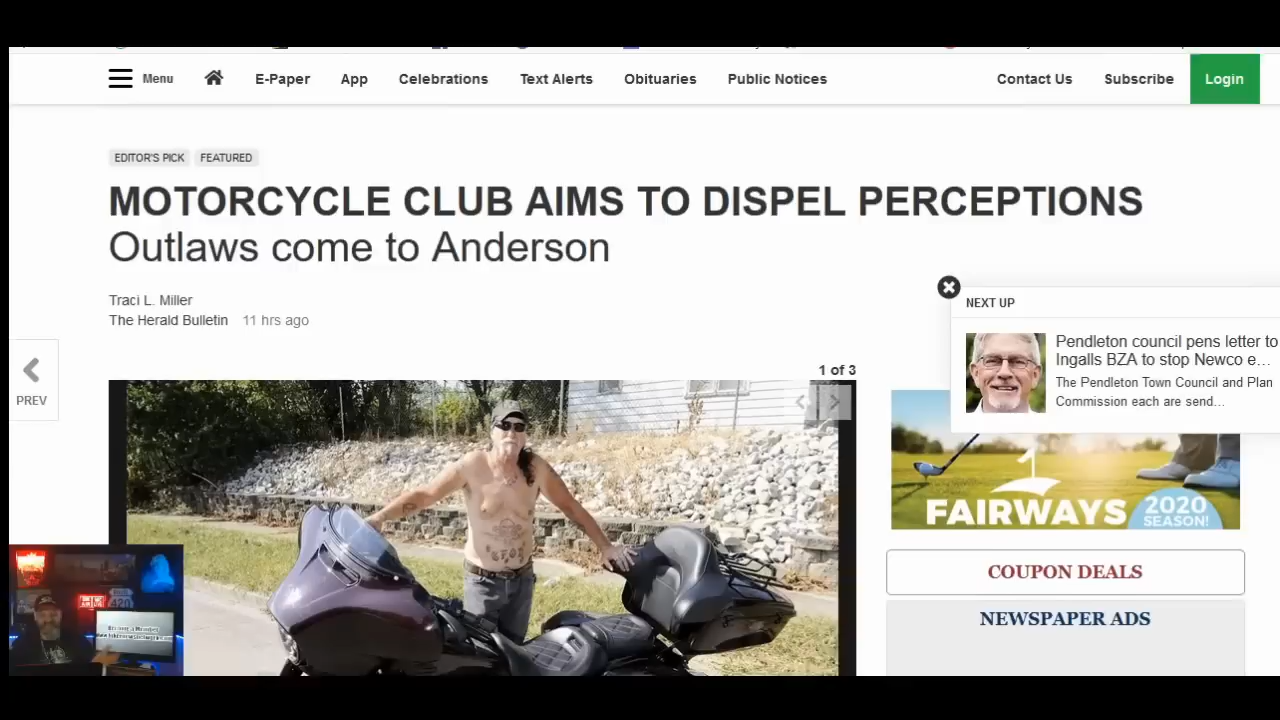 Menu
E-Paper
App
Celebrations
Text Alerts
Obituaries
Public Notices
Contact Us
Subscribe
Login
EDITOR'S PICK
FEATURED
MOTORCYCLE CLUB AIMS TO DISPEL PERCEPTIONS
Outlaws come to Anderson
Traci L. Miller
The Herald Bulletin 11 hrs ago
NEXT UP
Pendleton council pens letter to
Ingalls BZA to stop Newco e...
The Pendleton Town Council and Plan
Commission each are send...
PREV
1 of 3
FAIRWAYS
2020
SEASON!
COUPON DEALS
NEWSPAPER ADS
420
Become a Member